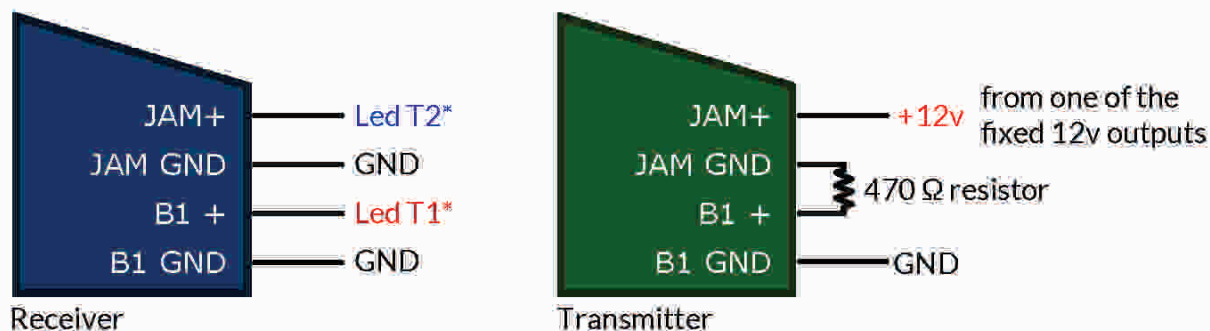 JAM+
Led T2*
JAM GND
GND
B1 +
Led T1*
B1 GND
GND
Receiver
JAM+
+12v
from one of the
fixed 12v outputs
JAM GND
470 Ω resistor
B1 +
B1 GND
GND
Transmitter